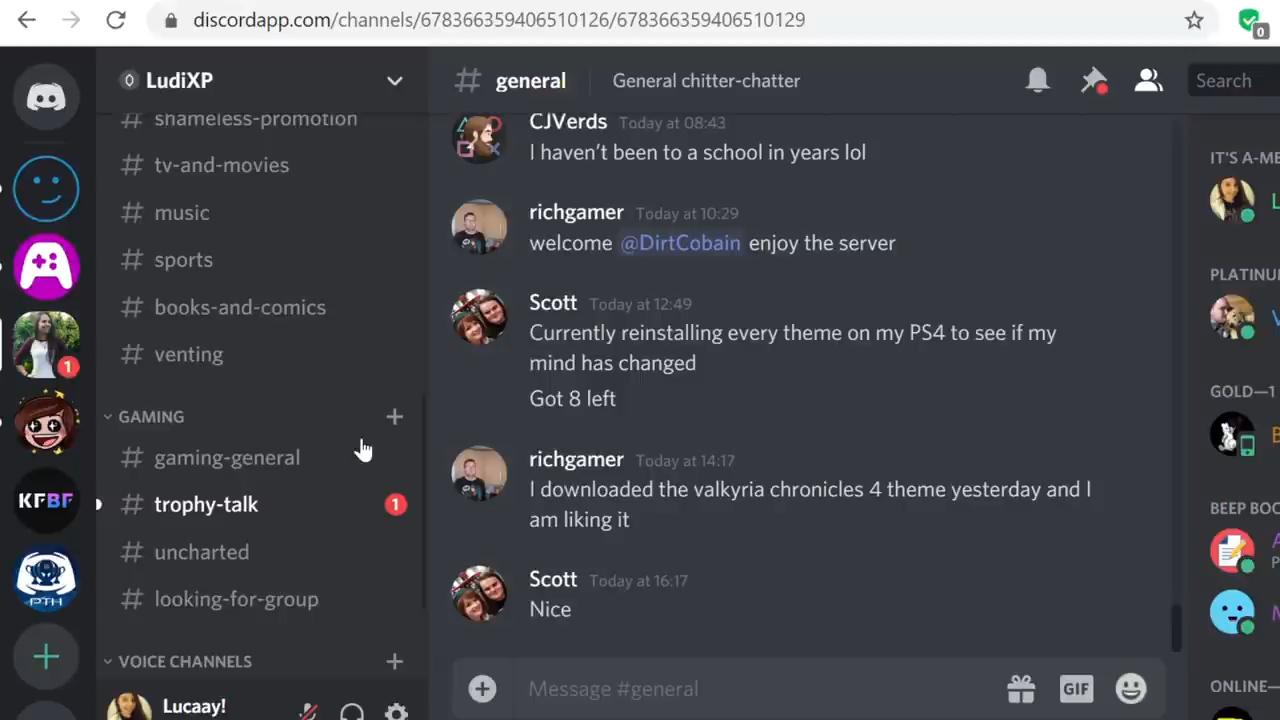 discordapp.com/channels/678366359406510126/678366359406510129
0
LudiXP
# general
General chitter-chatter
Search
# shameless-promotion
# tv-and-movies
# music
# sports
# books-and-comics
# venting
1
GAMING +
# gaming-general
# trophy-talk 1
# uncharted
# looking-for-group
VOICE CHANNELS +
Lucaay!
KFBF
PTH
CJVerds Today at 08:43
I haven't been to a school in years lol
richgamer Today at 10:29
welcome @DirtCobain enjoy the server
Scott Today at 12:49
Currently reinstalling every theme on my PS4 to see if my
mind has changed
Got 8 left
richgamer Today at 14:17
I downloaded the valkyria chronicles 4 theme yesterday and I
am liking it
Scott Today at 16:17
Nice
Message #general
GIF
IT'S A-ME
L
PLATINU
GOLD—1
B
BEEP BOO
A
P
ONLINE—